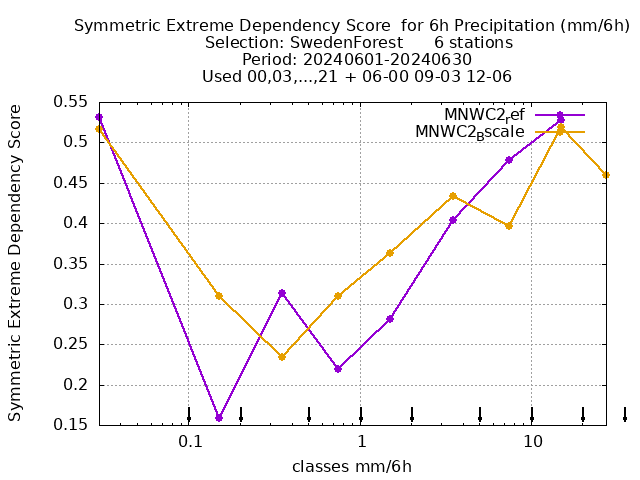 Symmetric Extreme Dependency Score  for 6h Precipitation (mm/6h)
Selection: SwedenForest      6 stations
Period: 20240601-20240630
Used 00,03,...,21 + 06-00 09-03 12-06
MNWC2_ref
MNWC2_Bscale
Symmetric Extreme Dependency Score
0.55
0.5
0.45
0.4
0.35
0.3
0.25
0.2
0.15
0.1
1
10
classes mm/6h